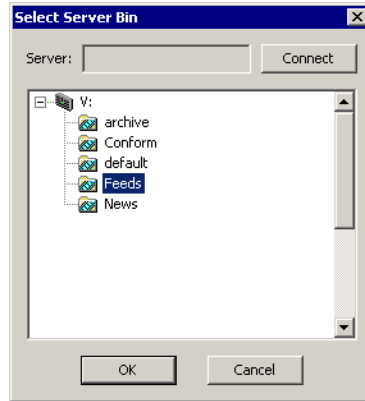 Select Server Bin
Server:
Connect
V:
archive
Conform
default
Feeds
News
OK
Cancel